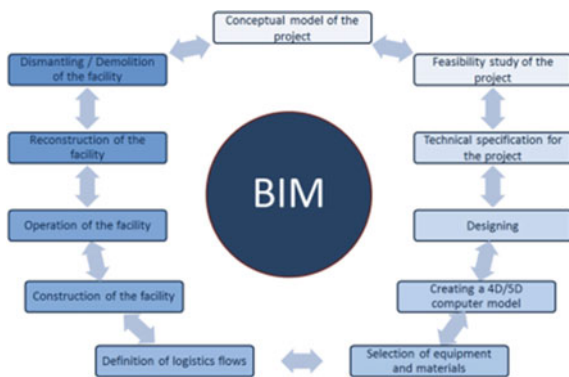 Conceptual model of the
project
Feasibility study of the
project
Technical specification for
the project
Designing
Creating a 4D/5D
computer model
Selection of equipment
and materials
Definition of logistics flows
Construction of the facility
Operation of the facility
Reconstruction of the
facility
Dismantling / Demolition
of the facility
BIM